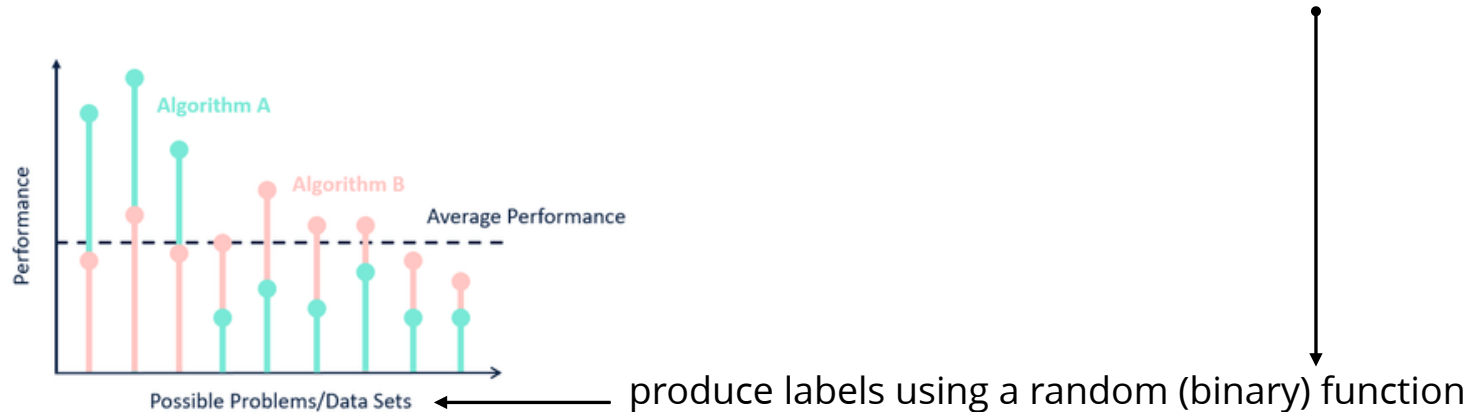 Algorithm A
Algorithm B
Average Performance
Performance
Possible Problems/Data Sets
produce labels using a random (binary) function